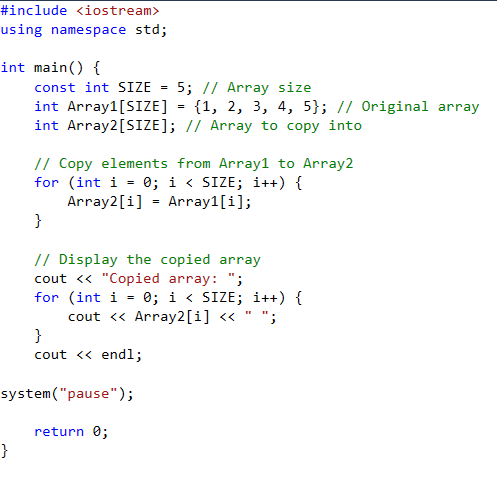 #include <iostream>
using namespace std;
int main() {
const int SIZE = 5; // Array size
int Array1[SIZE] = {1, 2, 3, 4, 5}; // Original array
int Array2[SIZE]; // Array to copy into
// Copy elements from Array1 to Array2
for (int i = 0; i < SIZE; i++) {
Array2[i] = Array1[i];
}
// Display the copied array
cout << "Copied array: ";
for (int i = 0; i < SIZE; i++) {
cout << Array2[i] << " ";
}
cout << endl;
system("pause");
return 0;
}